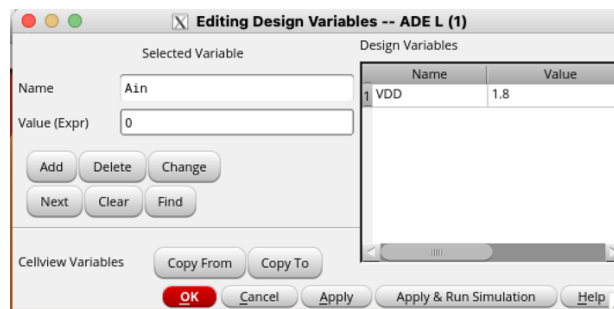 X Editing Design Variables -- ADE L (1)
Selected Variable
Name Ain
Value (Expr) 0
Add Delete Change
Next Clear Find
Cellview Variables Copy From Copy To
Design Variables
Name Value
1 VDD 1.8
OK Cancel Apply Apply & Run Simulation Help